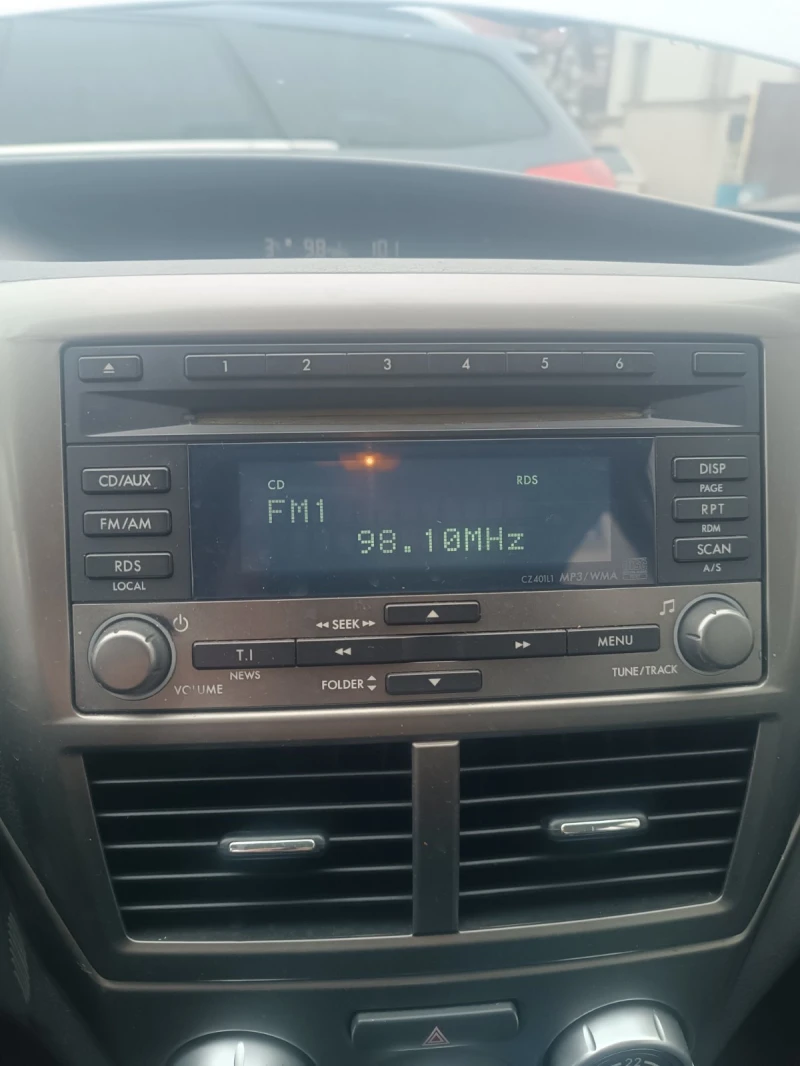 1 2 3 4 5 6
CD/AUX
FM/AM
RDS
LOCAL
CD RDS
FM1
98.10MHz
CZ401L1 MP3/WMA
DISP
PAGE
RPT
RDM
SCAN
A/S
SEEK
VOLUME
T.I
NEWS
FOLDER
MENU
TUNE/TRACK
22